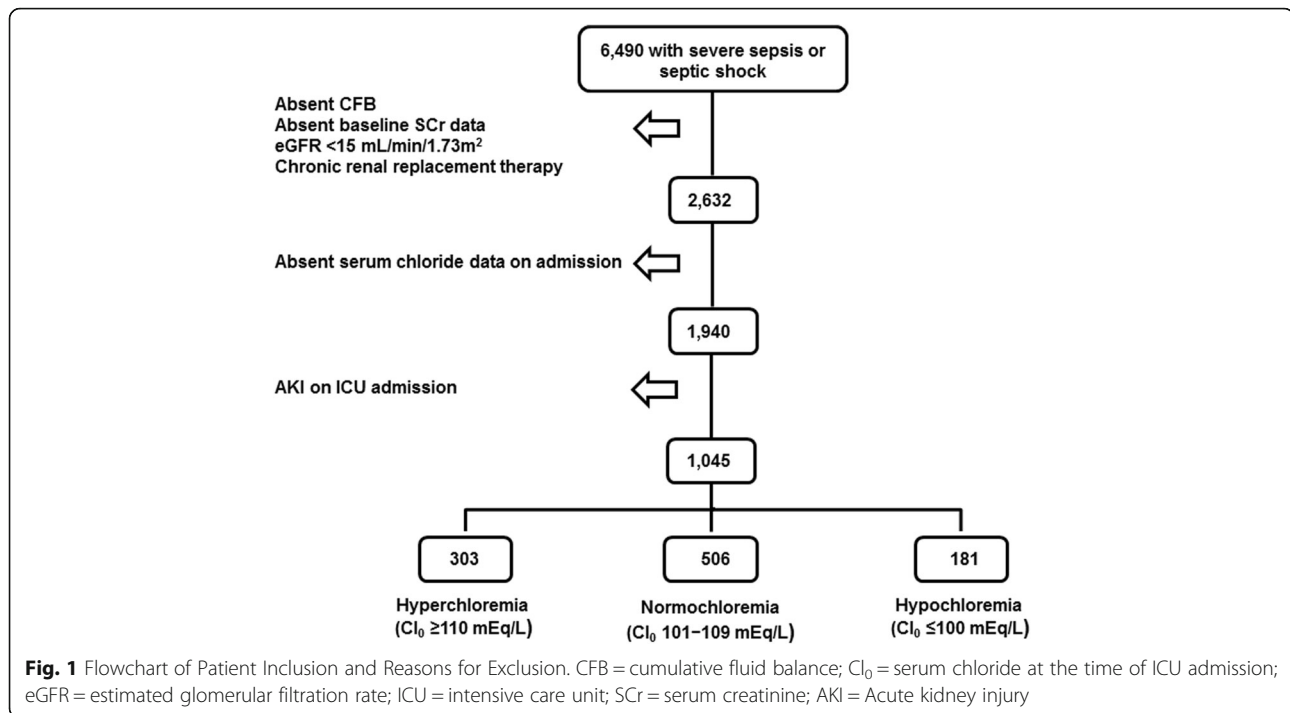 6,490 with severe sepsis or
septic shock
Absent CFB
Absent baseline SCr data
eGFR <15 mL/min/1.73m²
Chronic renal replacement therapy
2,632
Absent serum chloride data on admission
1,940
AKI on ICU admission
1,045
303
506
181
Hyperchloremia
(Cl₀ ≥110 mEq/L)
Normochloremia
(Cl₀ 101−109 mEq/L)
Hypochloremia
(Cl₀ ≤100 mEq/L)
Fig. 1 Flowchart of Patient Inclusion and Reasons for Exclusion. CFB = cumulative fluid balance; Cl₀ = serum chloride at the time of ICU admission;
eGFR = estimated glomerular filtration rate; ICU = intensive care unit; SCr = serum creatinine; AKI = Acute kidney injury